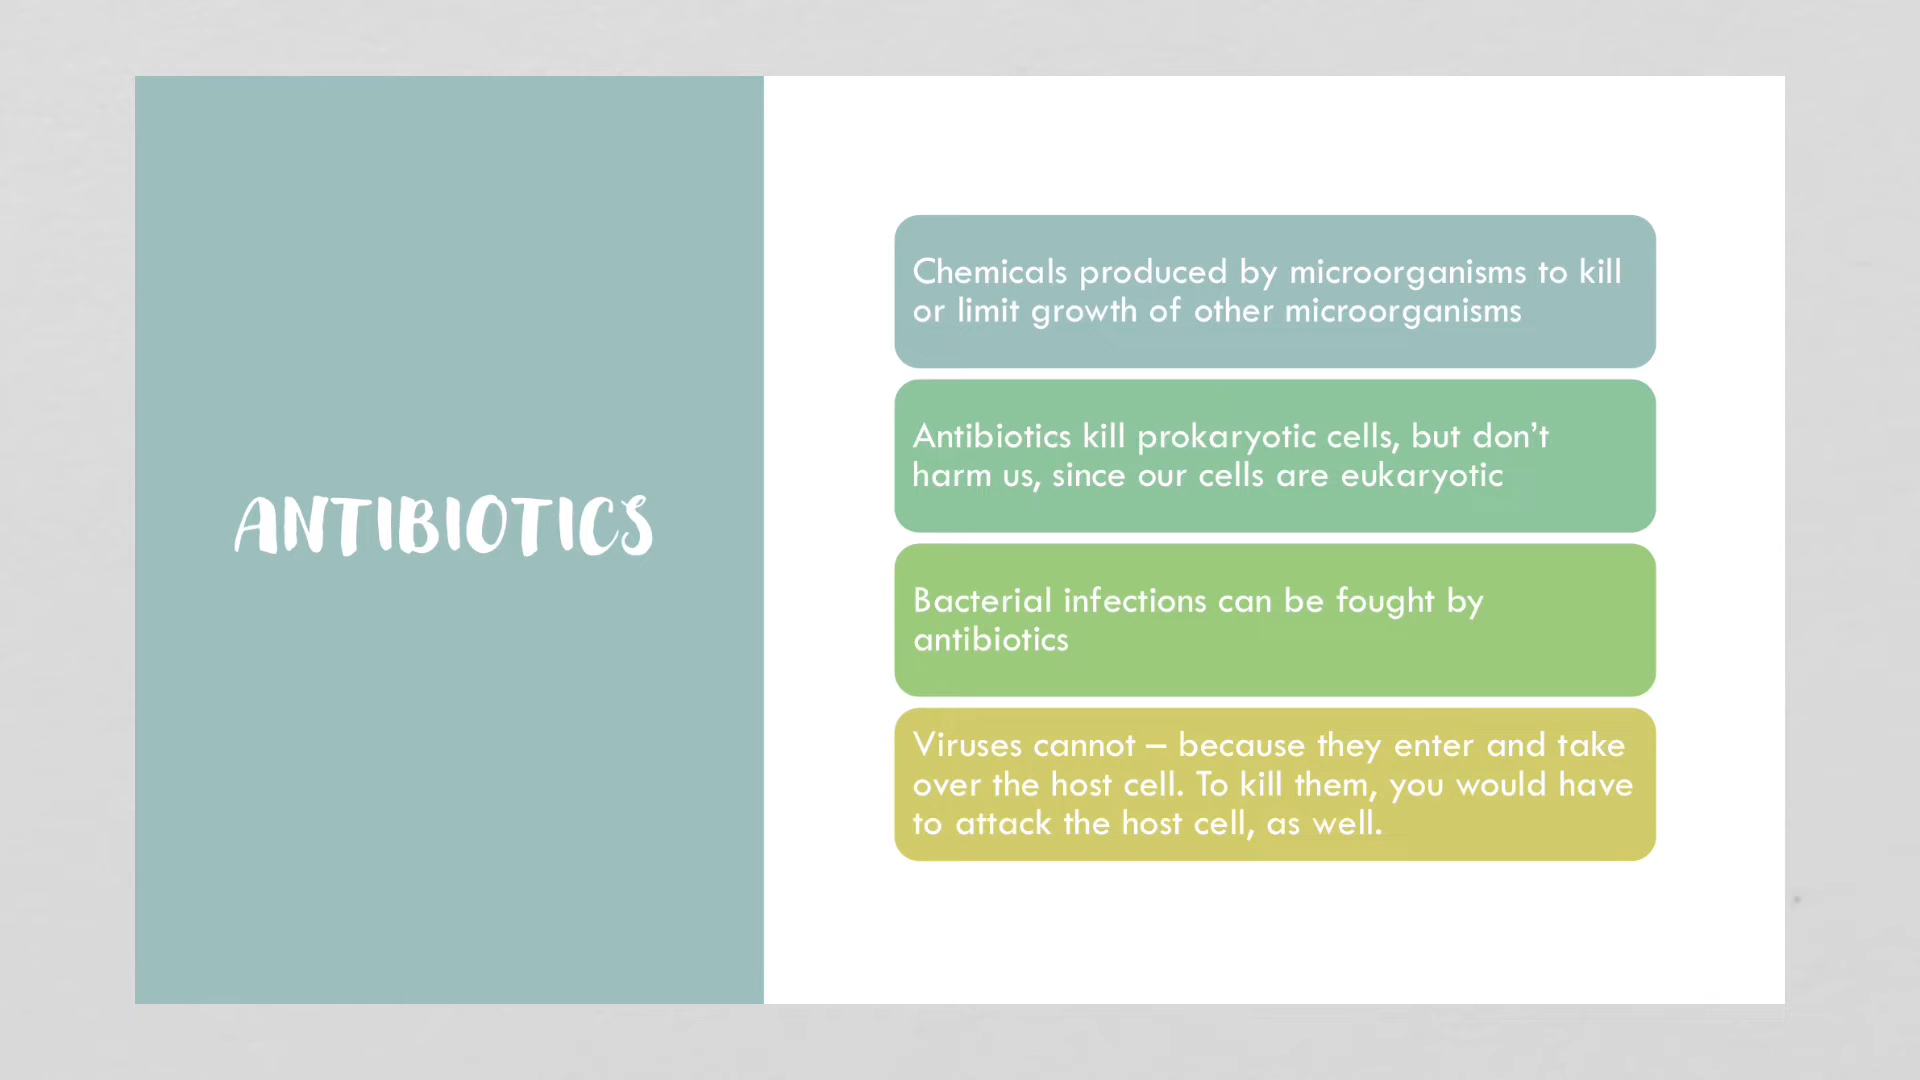 ANTIBIOTICS
Chemicals produced by microorganisms to kill
or limit growth of other microorganisms
Antibiotics kill prokaryotic cells, but don’t
harm us, since our cells are eukaryotic
Bacterial infections can be fought by
antibiotics
Viruses cannot – because they enter and take
over the host cell. To kill them, you would have
to attack the host cell, as well.